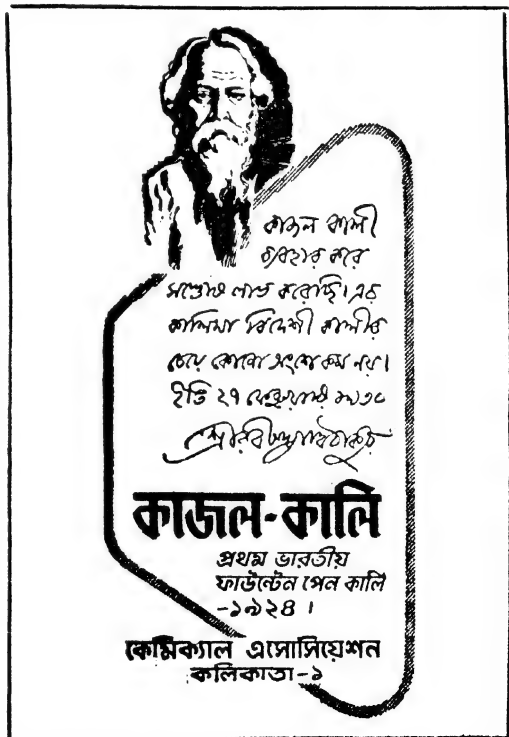 কাজল কালী
ব্যবহার করে
সন্তোষ লাভ করেছি। এর
কালিমা বিদেশী কালীর
চেয়ে কোনো অংশে কম নয়।
ইতি ২৭ ফেব্রুয়ারি ১৯৩০
শ্রীরবীন্দ্রনাথ ঠাকুর
কাজল-কালি
প্রথম ভারতীয়
ফাউন্টেন পেন কালি
-১৯২৪ ।
কেমিক্যাল এসোসিয়েশন
কলিকাতা-১